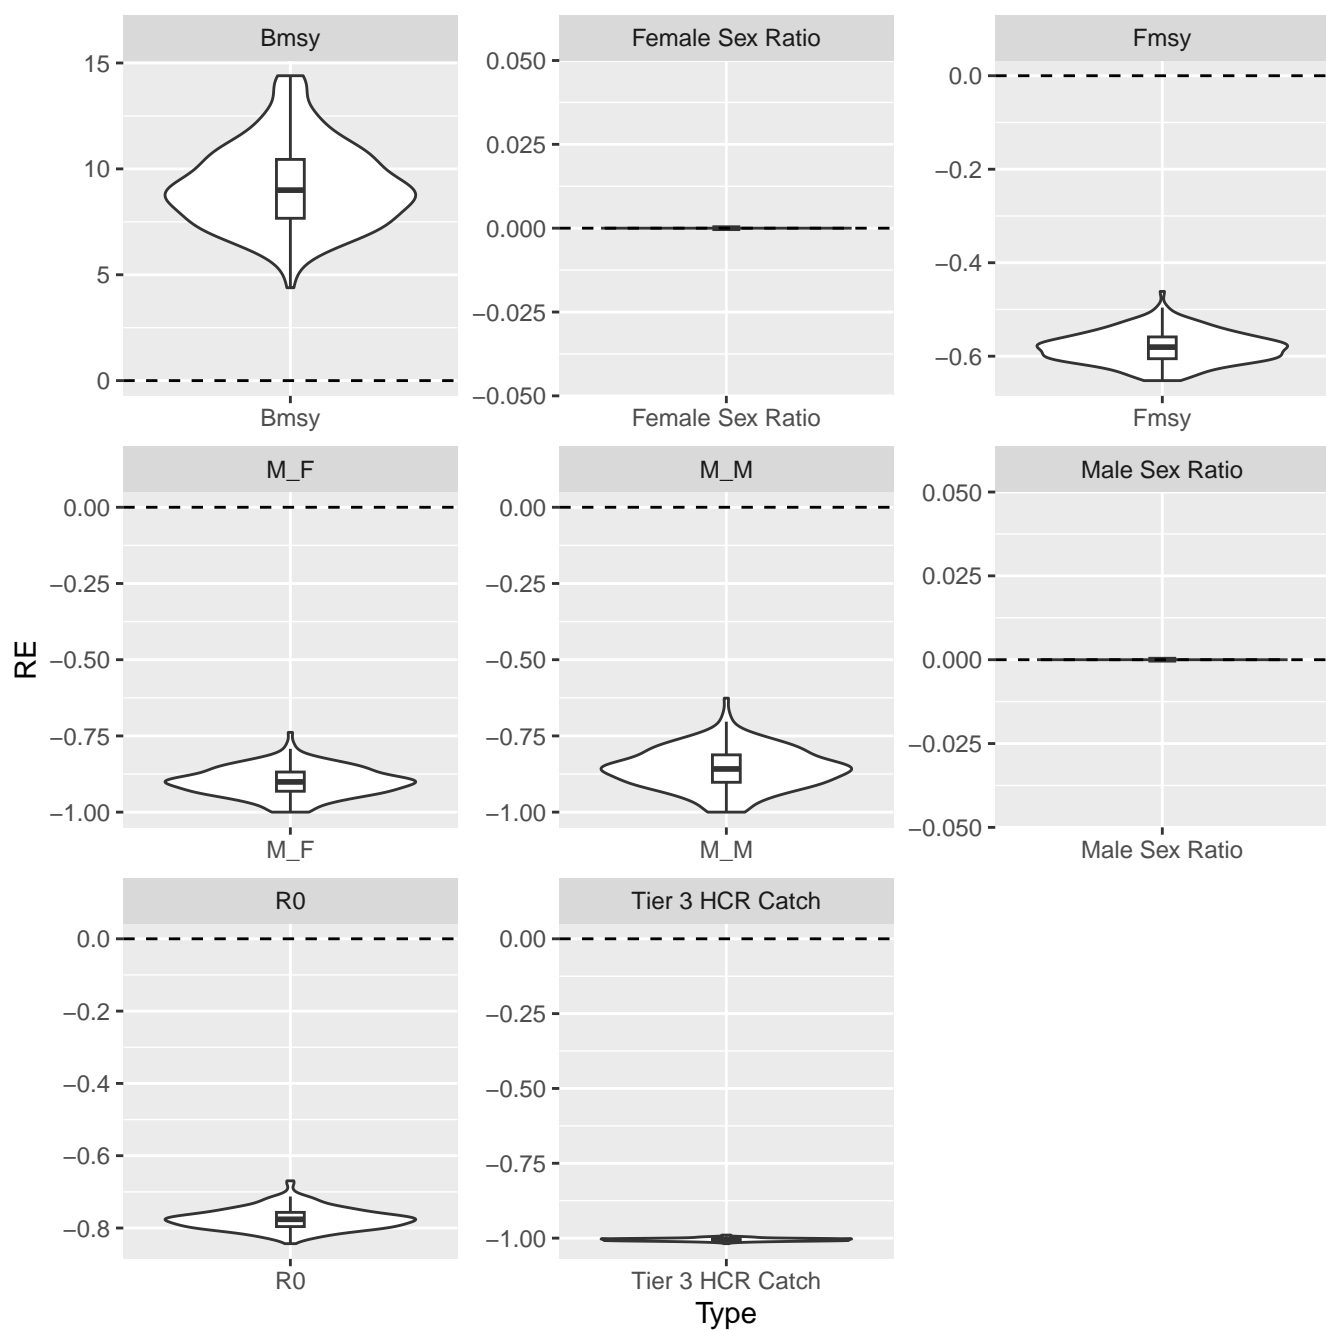 Bmsy
Female Sex Ratio
Fmsy
15
10
5
0
0.050
0.025
0.000
−0.025
−0.050
0.0
−0.2
−0.4
−0.6
Bmsy
Female Sex Ratio
Fmsy
M_F
M_M
Male Sex Ratio
0.00
−0.25
−0.50
−0.75
−1.00
0.00
−0.25
−0.50
−0.75
−1.00
0.050
0.025
0.000
−0.025
−0.050
M_F
M_M
Male Sex Ratio
RE
R0
Tier 3 HCR Catch
0.0
−0.2
−0.4
−0.6
−0.8
0.00
−0.25
−0.50
−0.75
−1.00
R0
Tier 3 HCR Catch
Type